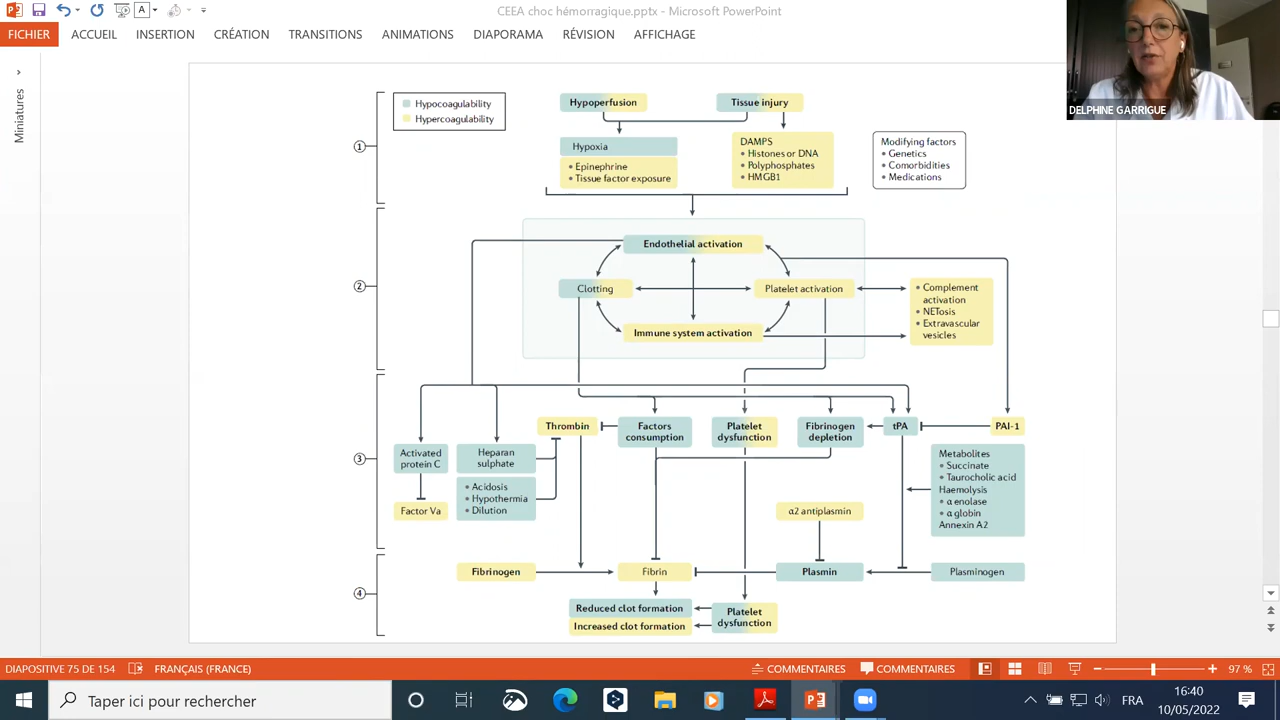 CEEA choc hémorragique.pptx - Microsoft PowerPoint
A
FICHIER
ACCUEIL
INSERTION
CRÉATION
TRANSITIONS
ANIMATIONS
DIAPORAMA
RÉVISION
AFFICHAGE
DELPHINE GARRIGUE
Miniatures
Hypocoagulability
Hypercoagulability
1
Hypoperfusion
Tissue injury
Hypoxia
• Epinephrine
• Tissue factor exposure
DAMPS
• Histones or DNA
• Polyphosphates
• HMGB1
Modifying factors
• Genetics
• Comorbidities
• Medications
2
Endothelial activation
Clotting
Platelet activation
Immune system activation
• Complement
activation
• NETosis
• Extravascular
vesicles
3
Thrombin
Factors
consumption
Platelet
dysfunction
Fibrinogen
depletion
tPA
PAI-1
Activated
protein C
Heparan
sulphate
• Acidosis
• Hypothermia
• Dilution
Factor Va
α2 antiplasmin
Metabolites
• Succinate
• Taurocholic acid
Haemolysis
• α enolase
• α globin
Annexin A2
4
Fibrinogen
Fibrin
Plasmin
Plasminogen
Reduced clot formation
Increased clot formation
Platelet
dysfunction
DIAPOSITIVE 75 DE 154
FRANÇAIS (FRANCE)
COMMENTAIRES
COMMENTAIRES
97 %
Taper ici pour rechercher
FRA
16:40
10/05/2022